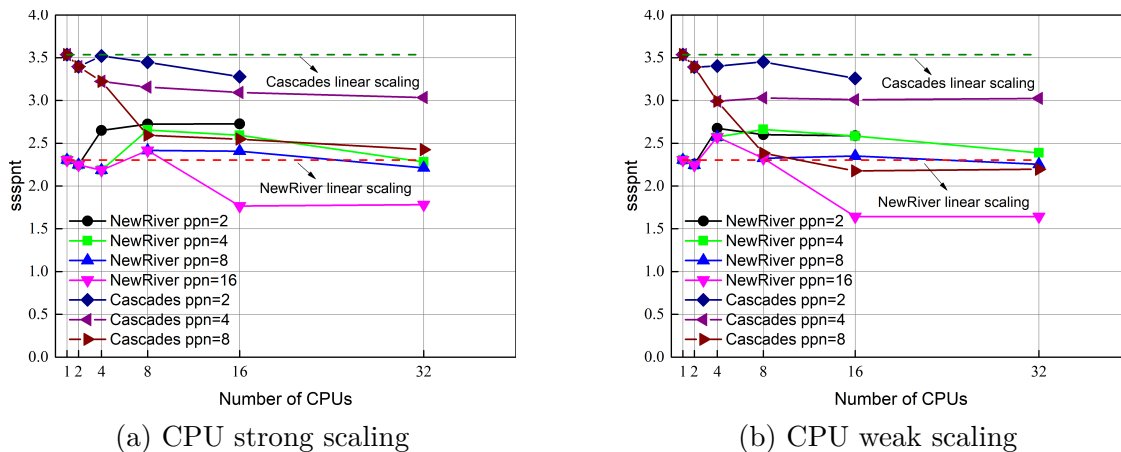 4.0
3.5
3.0
2.5
2.0
1.5
1.0
0.5
0.0
ssspnt
Cascades linear scaling
NewRiver linear scaling
NewRiver ppn=2
NewRiver ppn=4
NewRiver ppn=8
NewRiver ppn=16
Cascades ppn=2
Cascades ppn=4
Cascades ppn=8
1 2 4 8 16 32
Number of CPUs
(a) CPU strong scaling
4.0
3.5
3.0
2.5
2.0
1.5
1.0
0.5
0.0
ssspnt
Cascades linear scaling
NewRiver linear scaling
NewRiver ppn=2
NewRiver ppn=4
NewRiver ppn=8
NewRiver ppn=16
Cascades ppn=2
Cascades ppn=4
Cascades ppn=8
1 2 4 8 16 32
Number of CPUs
(b) CPU weak scaling